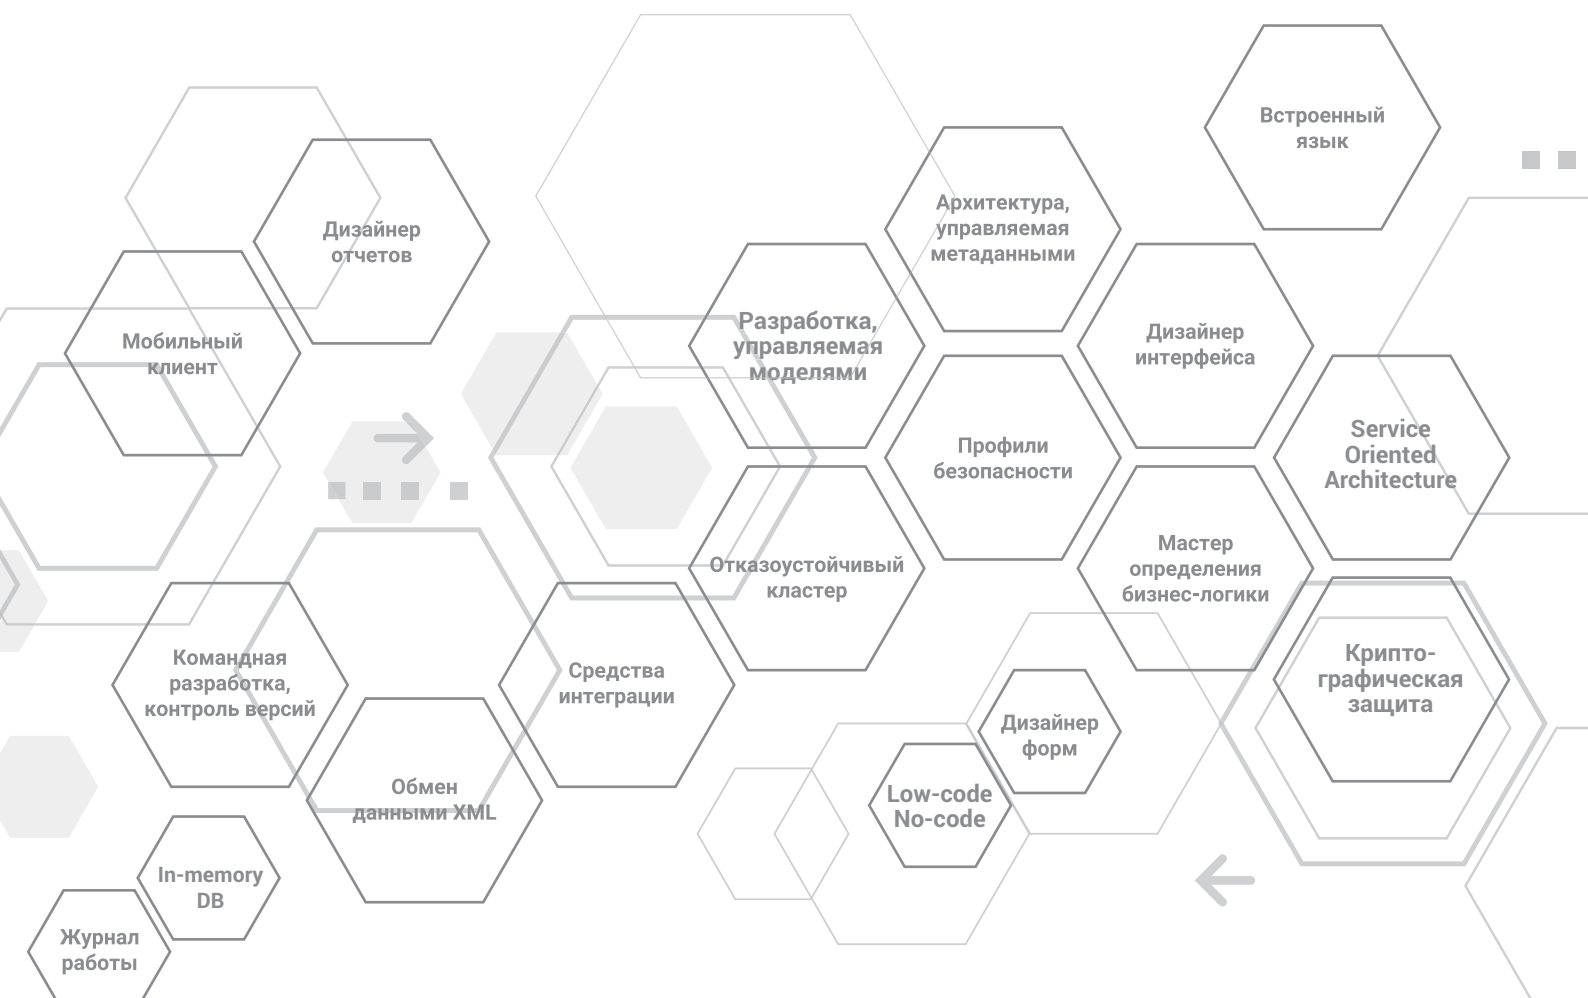 Встроенный
язык
Архитектура,
управляемая
метаданными
Дизайнер
отчетов
Мобильный
клиент
Разработка,
управляемая
моделями
Дизайнер
интерфейса
Профили
безопасности
Service
Oriented
Architecture
Отказоустойчивый
кластер
Мастер
определения
бизнес-логики
Командная
разработка,
контроль версий
Средства
интеграции
Крипто-
графическая
защита
Дизайнер
форм
Обмен
данными XML
Low-code
No-code
In-memory
DB
Журнал
работы